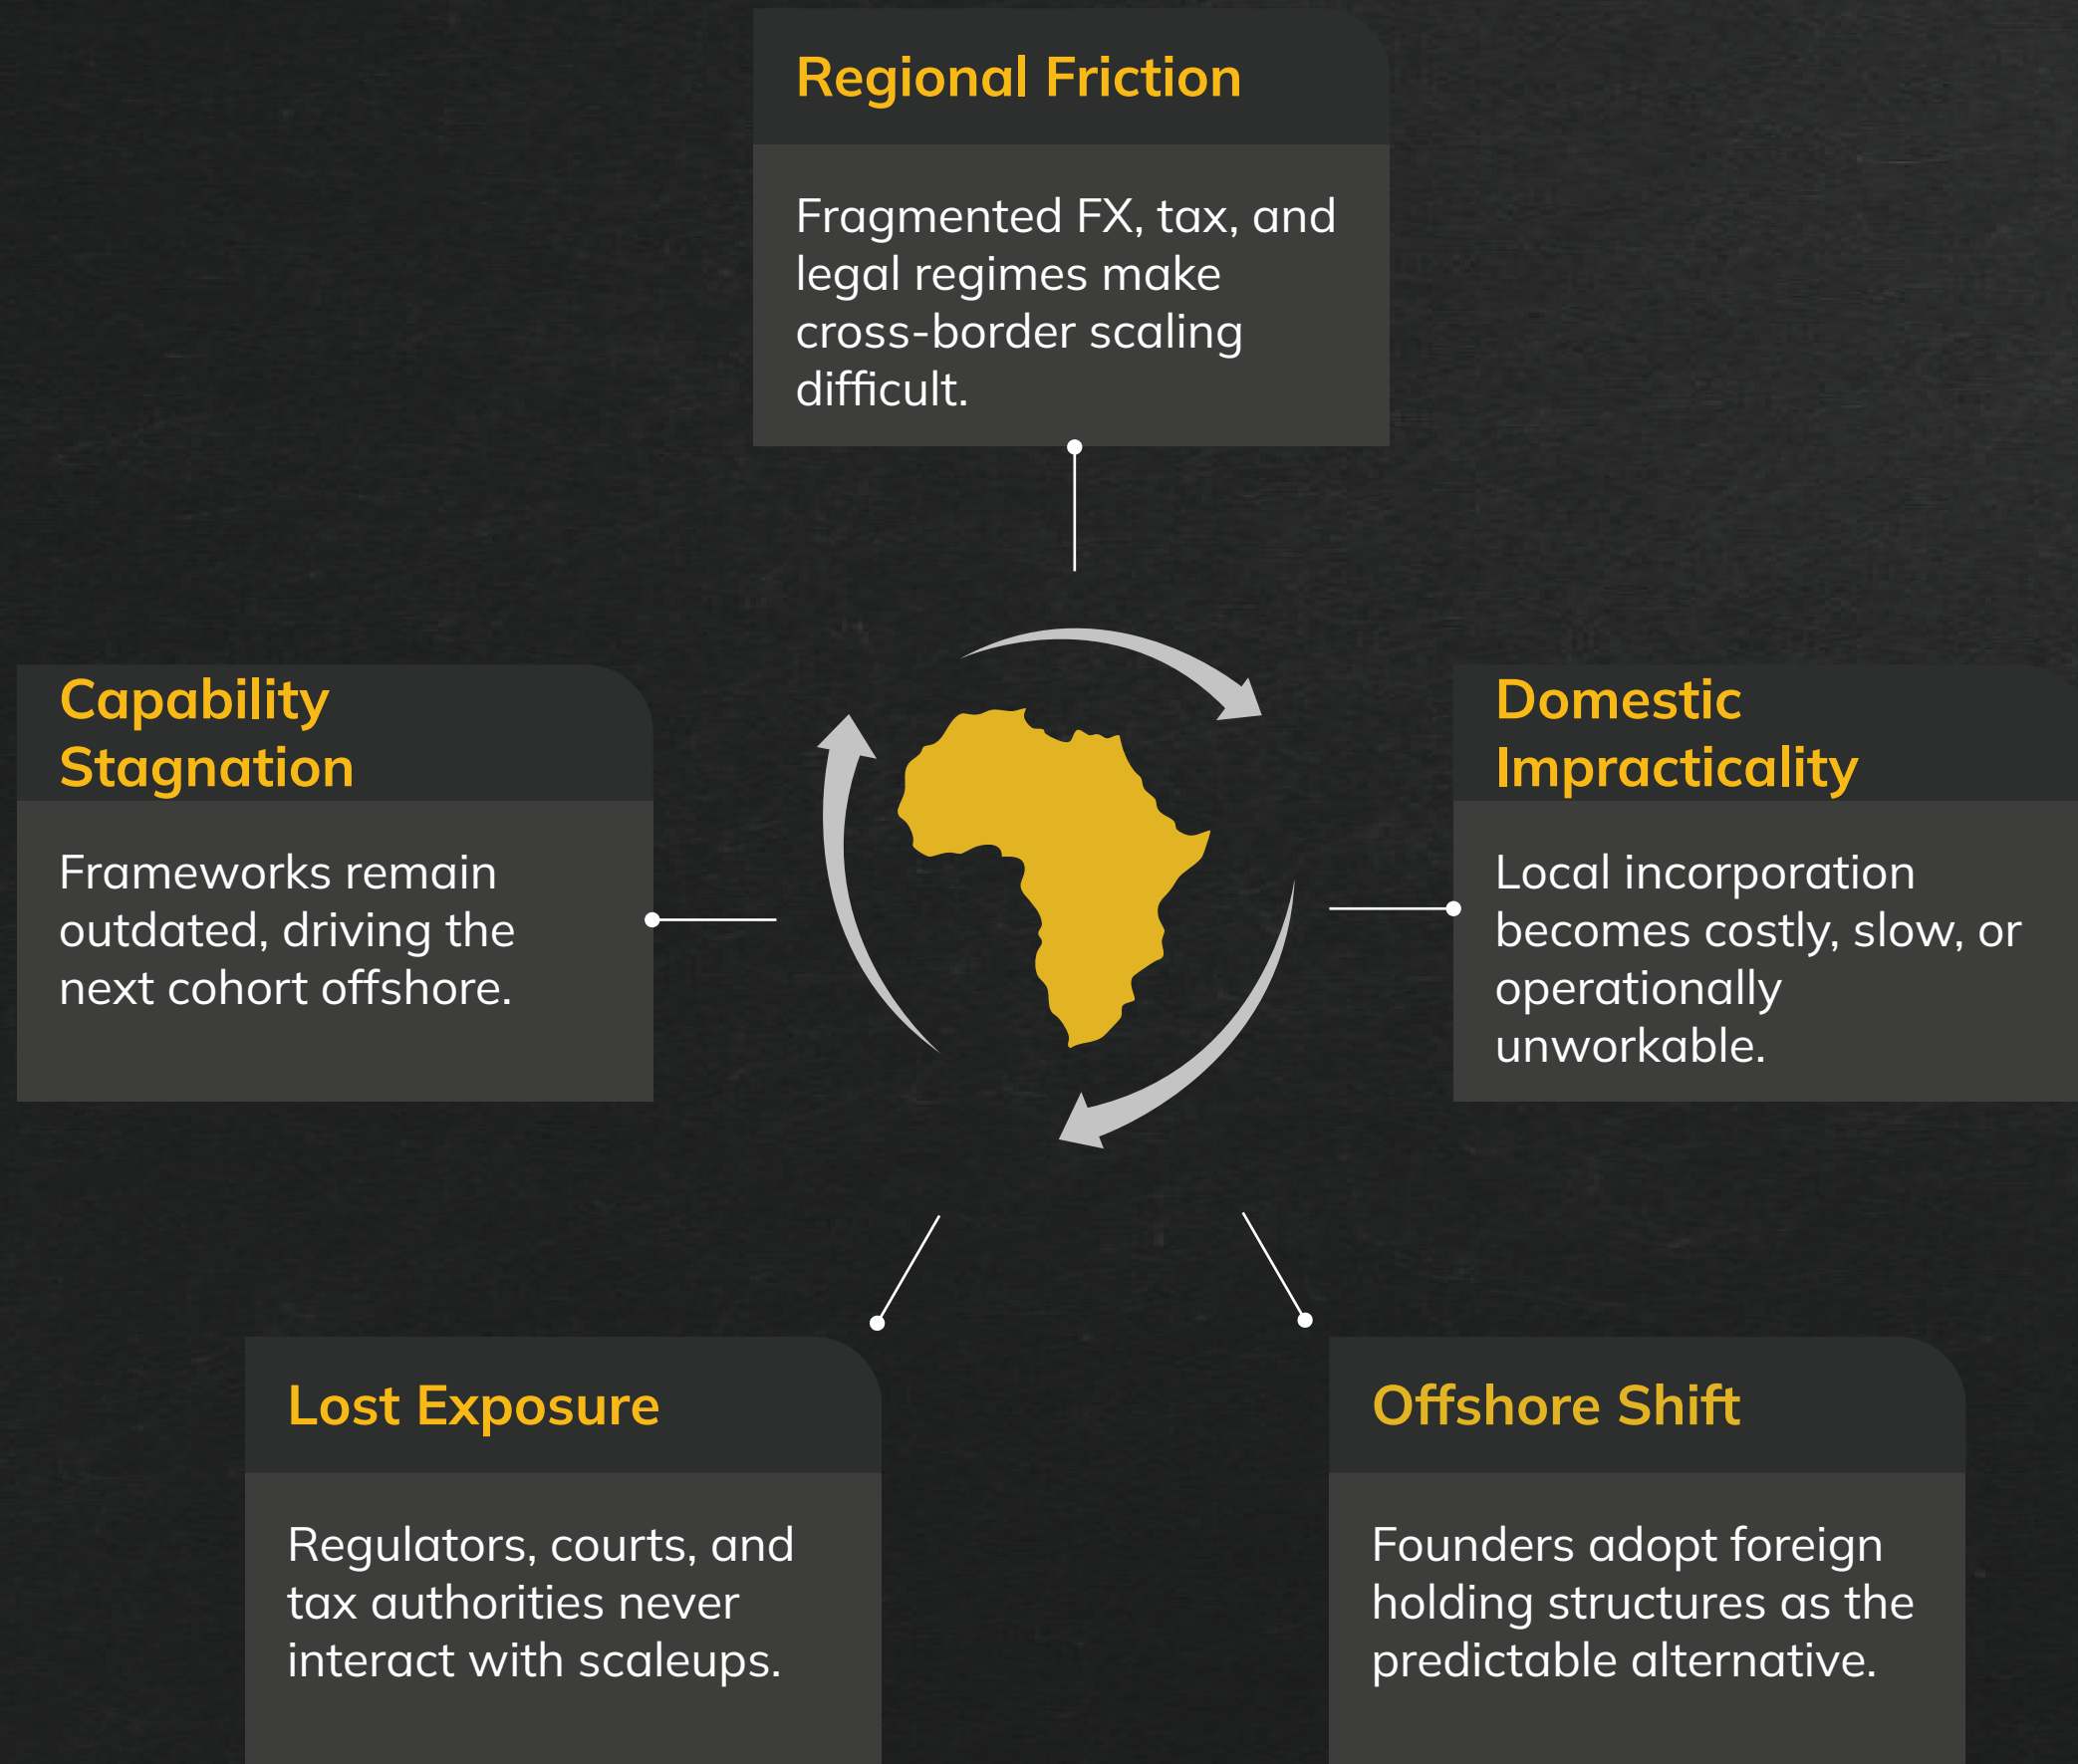 Regional Friction
Fragmented FX, tax, and
legal regimes make
cross-border scaling
difficult.
Capability
Stagnation
Frameworks remain
outdated, driving the
next cohort offshore.
Domestic
Impracticality
Local incorporation
becomes costly, slow, or
operationally
unworkable.
Lost Exposure
Regulators, courts, and
tax authorities never
interact with scaleups.
Offshore Shift
Founders adopt foreign
holding structures as the
predictable alternative.